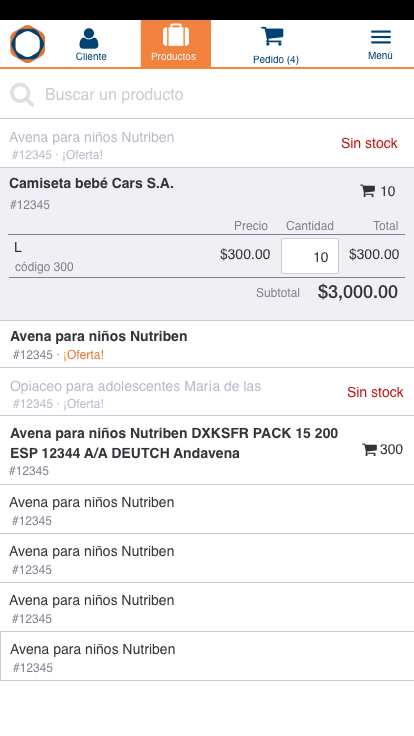 Cliente
Productos
Pedido (4)
Menú
Buscar un producto
Avena para niños Nutriben
Sin stock
#12345 · ¡Oferta!
Camiseta bebé Cars S.A.
10
#12345
Precio Cantidad Total
L
$300.00 10 $300.00
código 300
Subtotal $3,000.00
Avena para niños Nutriben
#12345 · ¡Oferta!
Opiaceo para adolescentes María de las
Sin stock
#12345 · ¡Oferta!
Avena para niños Nutriben DXKSFR PACK 15 200
ESP 12344 A/A DEUTCH Andavena
300
#12345
Avena para niños Nutriben
#12345
Avena para niños Nutriben
#12345
Avena para niños Nutriben
#12345
Avena para niños Nutriben
#12345